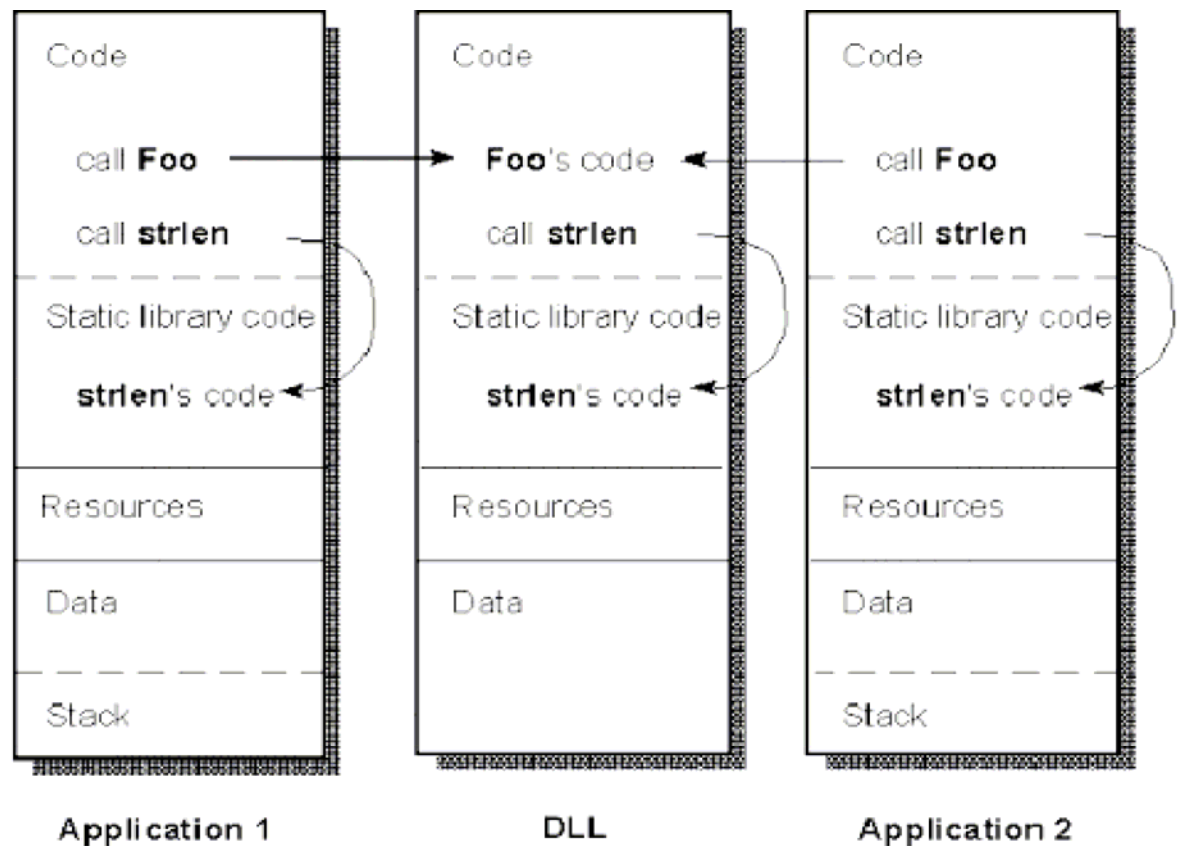 Code
call Foo
call strlen
Static library code
strlen's code
Resources
Data
Stack
Application 1
Code
Foo's code
call strlen
Static library code
strlen's code
Resources
Data
DLL
Code
call Foo
call strlen
Static library code
strlen's code
Resources
Data
Stack
Application 2